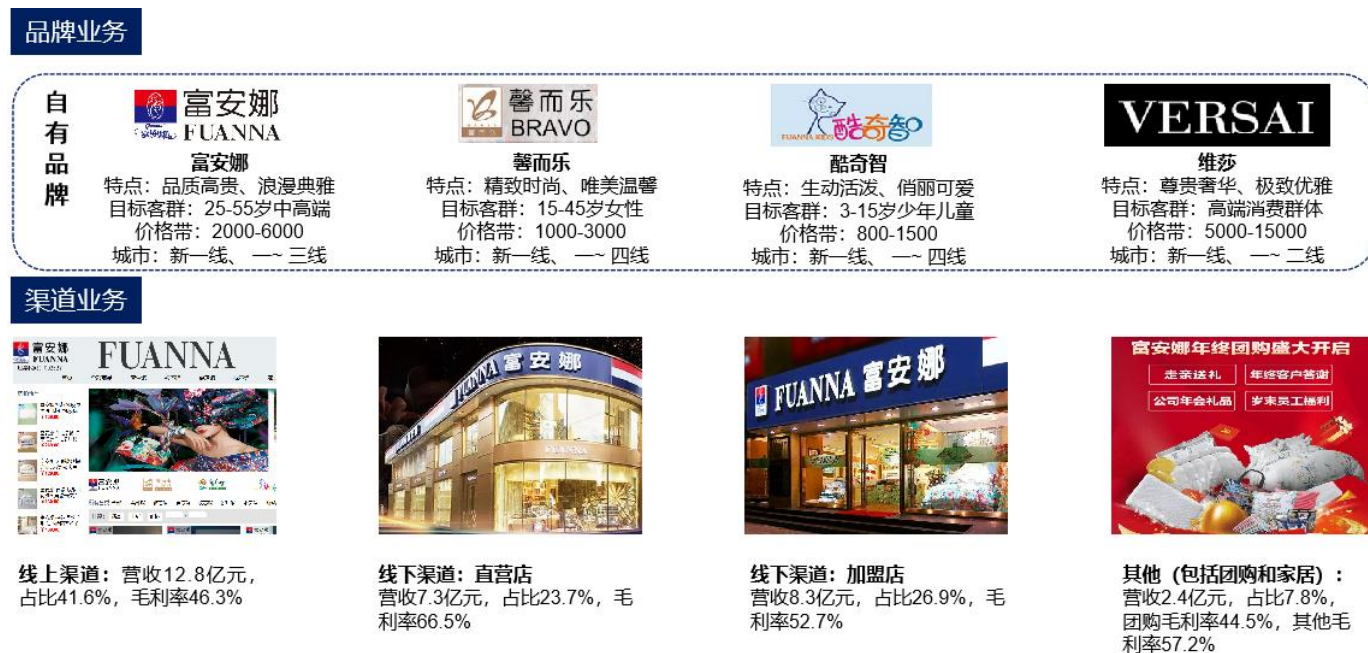 品牌业务
自有品牌
富安娜
FUANNA
馨而乐
BRAVO
FUANNA KIDS 酷奇智
VERSAI
富安娜
特点：品质高贵、浪漫典雅
目标客群：25-55岁中高端
价格带：2000-6000
城市：新一线、一~三线
馨而乐
特点：精致时尚、唯美温馨
目标客群：15-45岁女性
价格带：1000-3000
城市：新一线、一~四线
酷奇智
特点：生动活泼、俏丽可爱
目标客群：3-15岁少年儿童
价格带：800-1500
城市：新一线、一~四线
维莎
特点：尊贵奢华、极致优雅
目标客群：高端消费群体
价格带：5000-15000
城市：新一线、一~二线
渠道业务
富安娜
FUANNA
FUANNA
FUANNA 富安娜
FUANNA
FUANNA 富安娜
富安娜年终团购盛大开启
走亲送礼
年终客户答谢
公司年会礼品
岁末员工福利
线上渠道：营收12.8亿元，
占比41.6%，毛利率46.3%
线下渠道：直营店
营收7.3亿元，占比23.7%，毛
利率66.5%
线下渠道：加盟店
营收8.3亿元，占比26.9%，毛
利率52.7%
其他（包括团购和家居）：
营收2.4亿元，占比7.8%，
团购毛利率44.5%，其他毛
利率57.2%